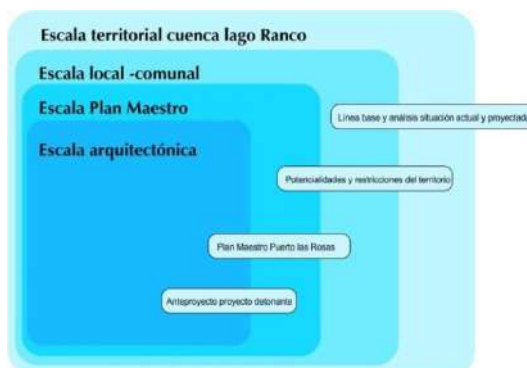 Escala territorial cuenca lago Ranco
Escala local -comunal
Escala Plan Maestro
Línea base y análisis situación actual y proyectada
Escala arquitectónica
Potencialidades y restricciones del territorio
Plan Maestro Puerto las Rosas
Anteproyecto proyecto detonante